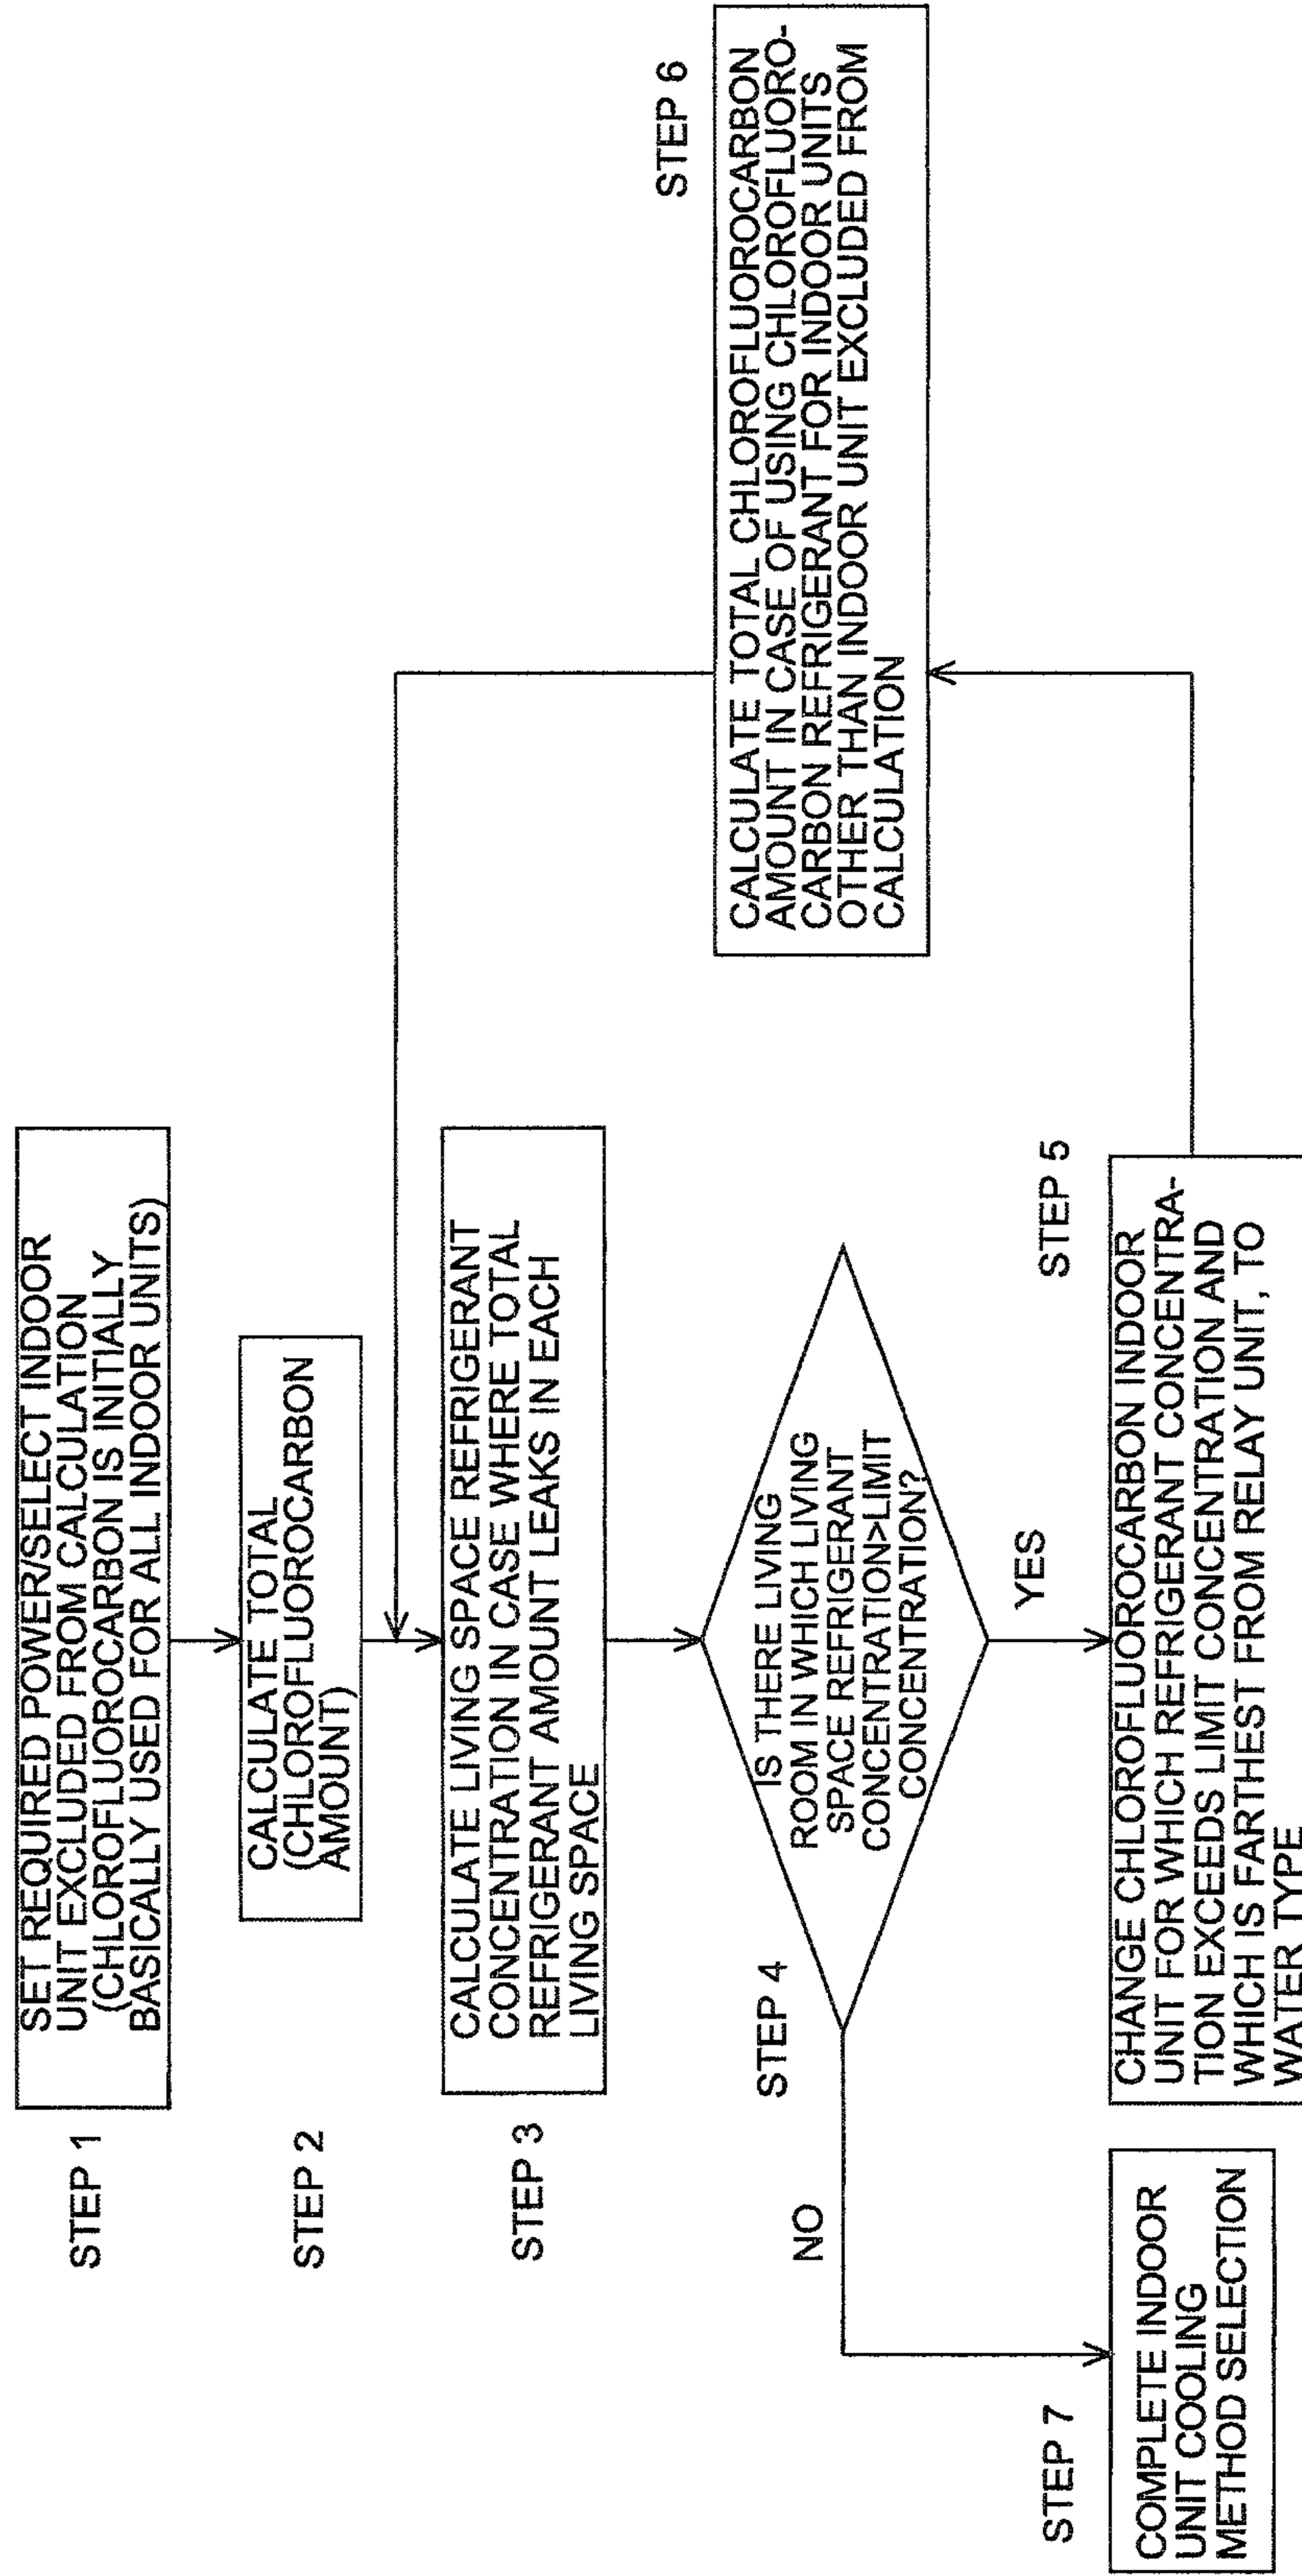 STEP 1
SET REQUIRED POWER/SELECT INDOOR
UNIT EXCLUDED FROM CALCULATION
(CHLOROFLUOROCARBON IS INITIALLY
BASICALLY USED FOR ALL INDOOR UNITS)
STEP 2
CALCULATE TOTAL
(CHLOROFLUOROCARBON
AMOUNT)
STEP 3
CALCULATE LIVING SPACE REFRIGERANT
CONCENTRATION IN CASE WHERE TOTAL
REFRIGERANT AMOUNT LEAKS IN EACH
LIVING SPACE
STEP 4
IS THERE LIVING
ROOM IN WHICH LIVING
SPACE REFRIGERANT
CONCENTRATION>LIMIT
CONCENTRATION?
NO
YES
STEP 5
CHANGE CHLOROFLUOROCARBON INDOOR
UNIT FOR WHICH REFRIGERANT CONCENTRA-
TION EXCEEDS LIMIT CONCENTRATION AND
WHICH IS FARTHEST FROM RELAY UNIT, TO
WATER TYPE
STEP 6
CALCULATE TOTAL CHLOROFLUOROCARBON
AMOUNT IN CASE OF USING CHLOROFLUORO-
CARBON REFRIGERANT FOR INDOOR UNITS
OTHER THAN INDOOR UNIT EXCLUDED FROM
CALCULATION
STEP 7
COMPLETE INDOOR
UNIT COOLING
METHOD SELECTION